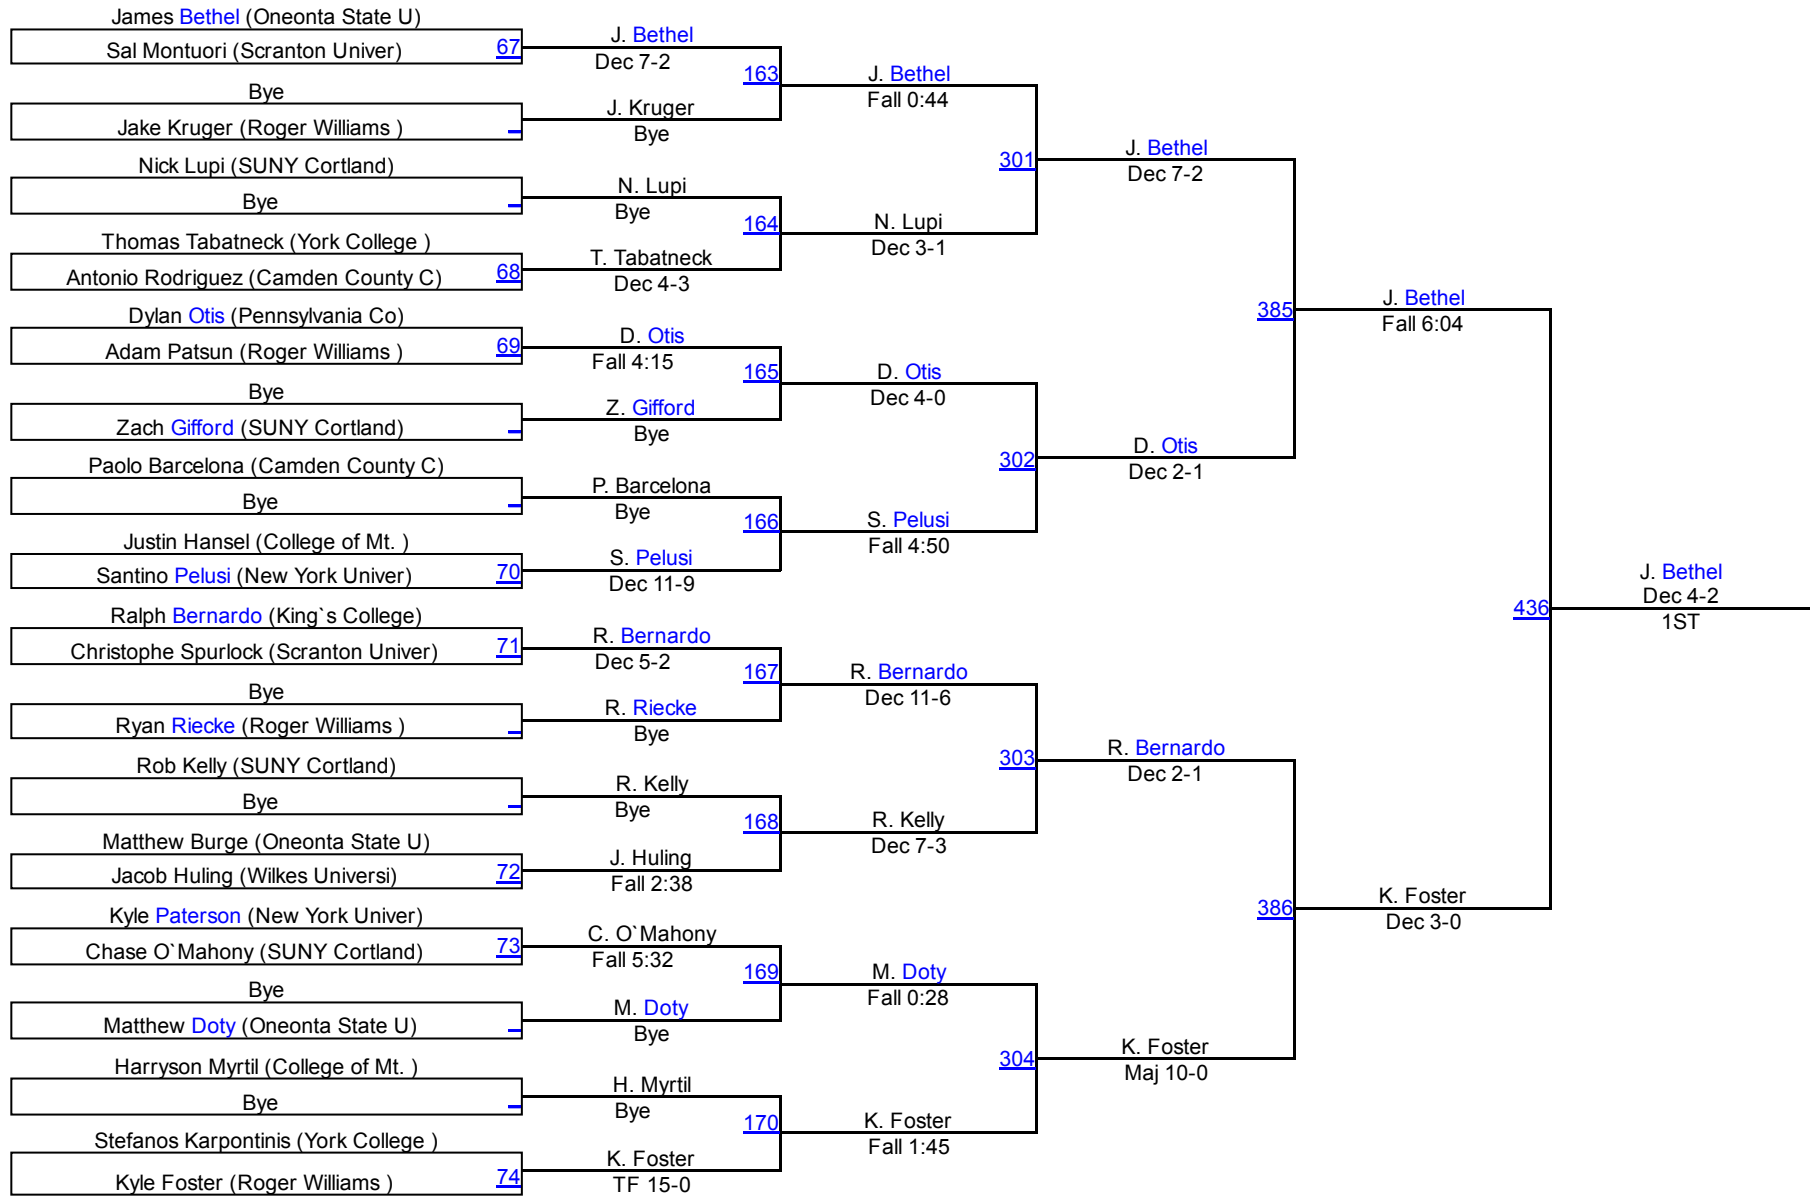 James Bethel (Oneonta State U)
Sal Montuori (Scranton Univer) 67
Bye
Jake Kruger (Roger Williams )
Nick Lupi (SUNY Cortland)
Bye
Thomas Tabatneck (York College )
Antonio Rodriguez (Camden County C) 68
Dylan Otis (Pennsylvania Co)
Adam Patsun (Roger Williams ) 69
Bye
Zach Gifford (SUNY Cortland)
Paolo Barcelona (Camden County C)
Bye
Justin Hansel (College of Mt. )
Santino Pelusi (New York Univer) 70
Ralph Bernardo (King`s College)
Christophe Spurlock (Scranton Univer) 71
Bye
Ryan Riecke (Roger Williams )
Rob Kelly (SUNY Cortland)
Bye
Matthew Burge (Oneonta State U)
Jacob Huling (Wilkes Universi) 72
Kyle Paterson (New York Univer)
Chase O`Mahony (SUNY Cortland) 73
Bye
Matthew Doty (Oneonta State U)
Harryson Myrtil (College of Mt. )
Bye
Stefanos Karpontinis (York College )
Kyle Foster (Roger Williams ) 74
J. Bethel
Dec 7-2
163
J. Kruger
Bye
N. Lupi
Bye
164
T. Tabatneck
Dec 4-3
D. Otis
Fall 4:15
165
Z. Gifford
Bye
P. Barcelona
Bye
166
S. Pelusi
Dec 11-9
R. Bernardo
Dec 5-2
167
R. Riecke
Bye
R. Kelly
Bye
168
J. Huling
Fall 2:38
C. O`Mahony
Fall 5:32
169
M. Doty
Bye
H. Myrtil
Bye
170
K. Foster
TF 15-0
J. Bethel
Fall 0:44
301
N. Lupi
Dec 3-1
D. Otis
Dec 4-0
302
S. Pelusi
Fall 4:50
R. Bernardo
Dec 11-6
303
R. Kelly
Dec 7-3
M. Doty
Fall 0:28
304
K. Foster
Fall 1:45
J. Bethel
Dec 7-2
385
D. Otis
Dec 2-1
R. Bernardo
Dec 2-1
386
K. Foster
Maj 10-0
J. Bethel
Fall 6:04
436
K. Foster
Dec 3-0
J. Bethel
Dec 4-2
1ST